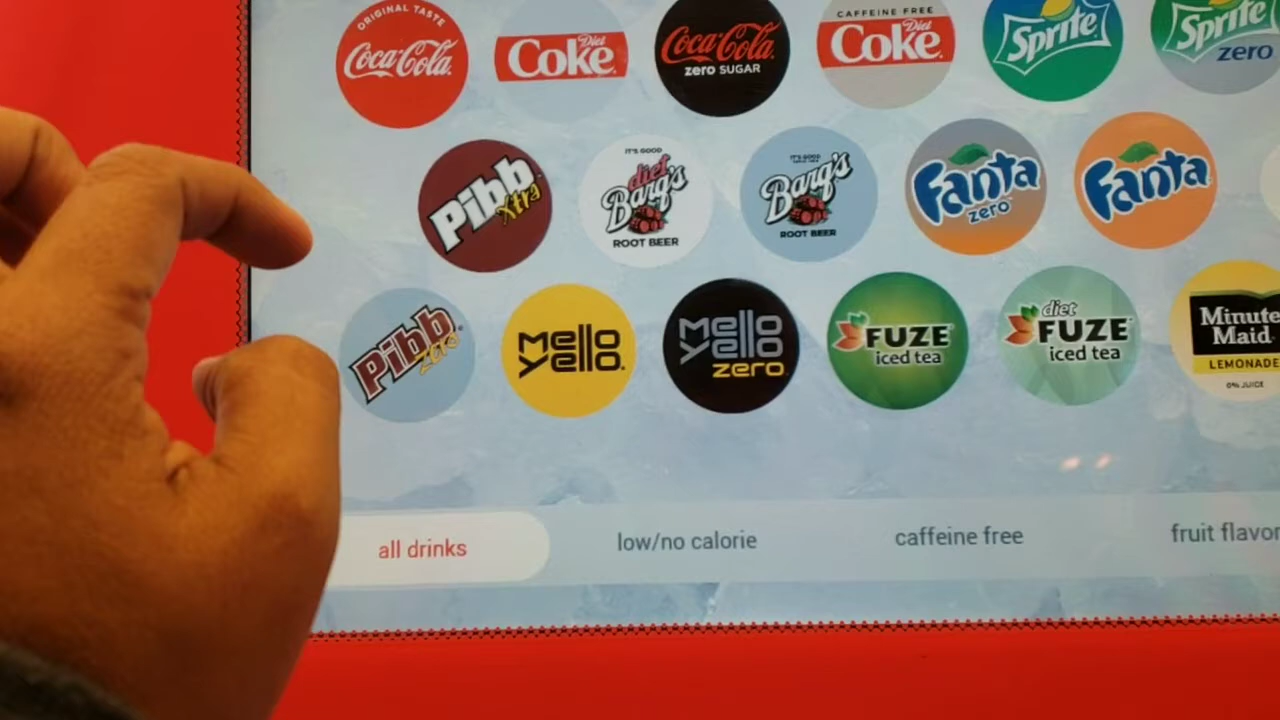 ORIGINAL TASTE
Coca-Cola
Diet
Coke
Coca-Cola
zero SUGAR
CAFFEINE FREE
Diet
Coke
Sprite
Sprite
zero
Pibb
Xtra
IT'S GOOD
diet
Barq's
ROOT BEER
IT'S GOOD
Barq's
ROOT BEER
Fanta
zero
Fanta
Pibb
zero
mello
yello
mello
yello
zero
FUZE
iced tea
diet
FUZE
iced tea
Minute
Maid
LEMONADE
0% JUICE
all drinks
low/no calorie
caffeine free
fruit flavor